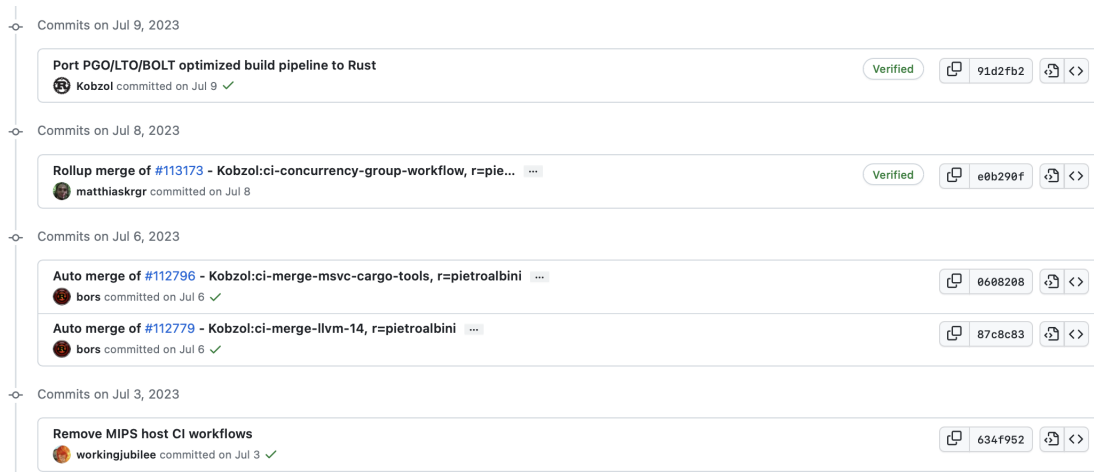 Commits on Jul 9, 2023
Port PGO/LTO/BOLT optimized build pipeline to Rust
Kobzol committed on Jul 9
Verified
91d2fb2
Commits on Jul 8, 2023
Rollup merge of #113173 - Kobzol:ci-concurrency-group-workflow, r=pie... ...
matthiaskrgr committed on Jul 8
Verified
e0b290f
Commits on Jul 6, 2023
Auto merge of #112796 - Kobzol:ci-merge-msvc-cargo-tools, r=pietroalbini ...
bors committed on Jul 6
0608208
Auto merge of #112779 - Kobzol:ci-merge-llvm-14, r=pietroalbini ...
bors committed on Jul 6
87c8c83
Commits on Jul 3, 2023
Remove MIPS host CI workflows
workingjubilee committed on Jul 3
634f952